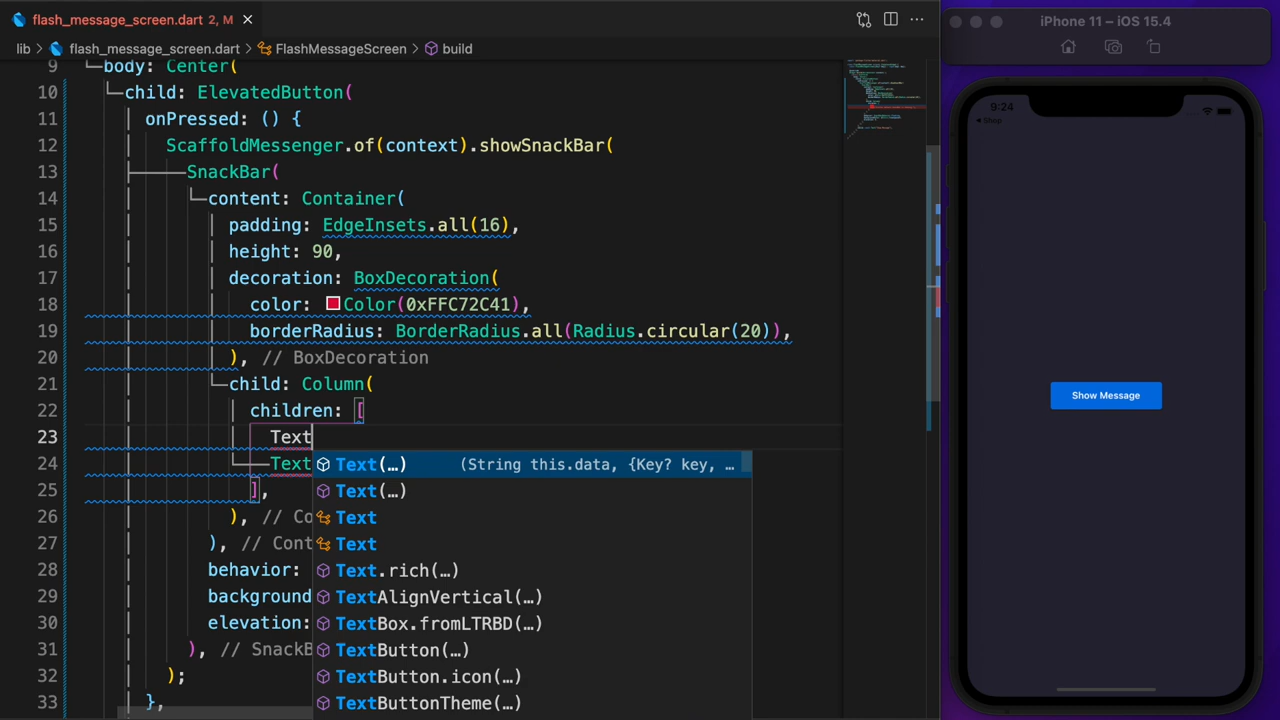 flash_message_screen.dart 2, M
lib flash_message_screen.dart FlashMessageScreen build
9 body: Center(
10 child: ElevatedButton(
11 onPressed: () {
12 ScaffoldMessenger.of(context).showSnackBar(
13 SnackBar(
14 content: Container(
15 padding: EdgeInsets.all(16),
16 height: 90,
17 decoration: BoxDecoration(
18 color: Color(0xFFC72C41),
19 borderRadius: BorderRadius.all(Radius.circular(20)),
20 ), // BoxDecoration
21 child: Column(
22 children: [
23 Text
24 Text
25 ],
26 ), // Co
27 ), // Cont
28 behavior:
29 background
30 elevation:
31 ), // SnackB
32 );
33 },
Text(…) (String this.data, {Key? key, …
Text(…)
Text
Text
Text.rich(…)
TextAlignVertical(…)
TextBox.fromLTRBD(…)
TextButton(…)
TextButton.icon(…)
TextButtonTheme(…)
iPhone 11 – iOS 15.4
9:24
Shop
Show Message